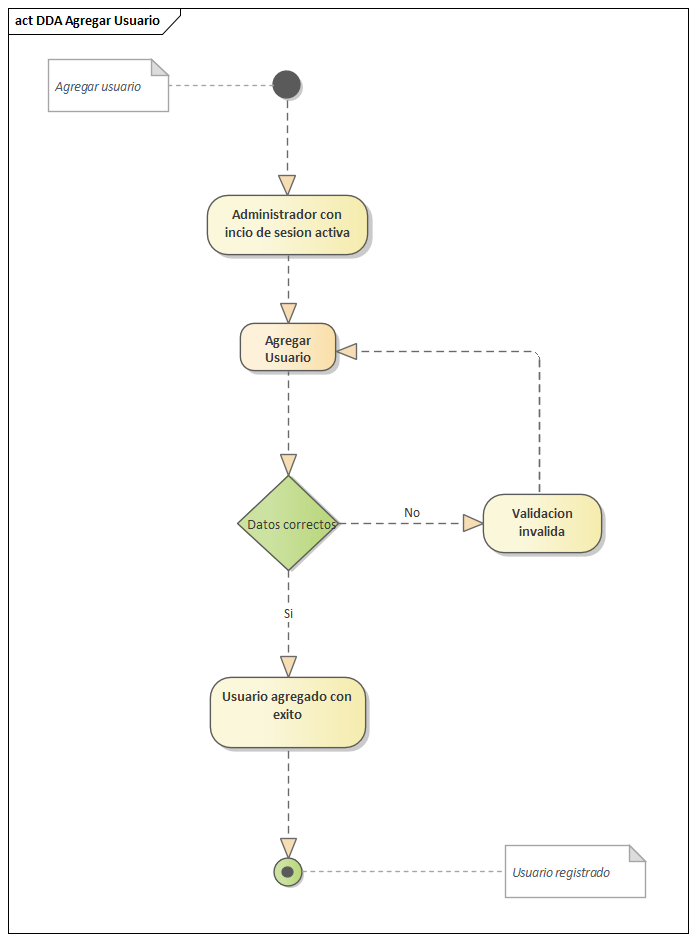 act DDA Agregar Usuario
Agregar usuario
Administrador con
incio de sesion activa
Agregar
Usuario
Datos correctos
No
Validacion
invalida
Si
Usuario agregado con
exito
Usuario registrado